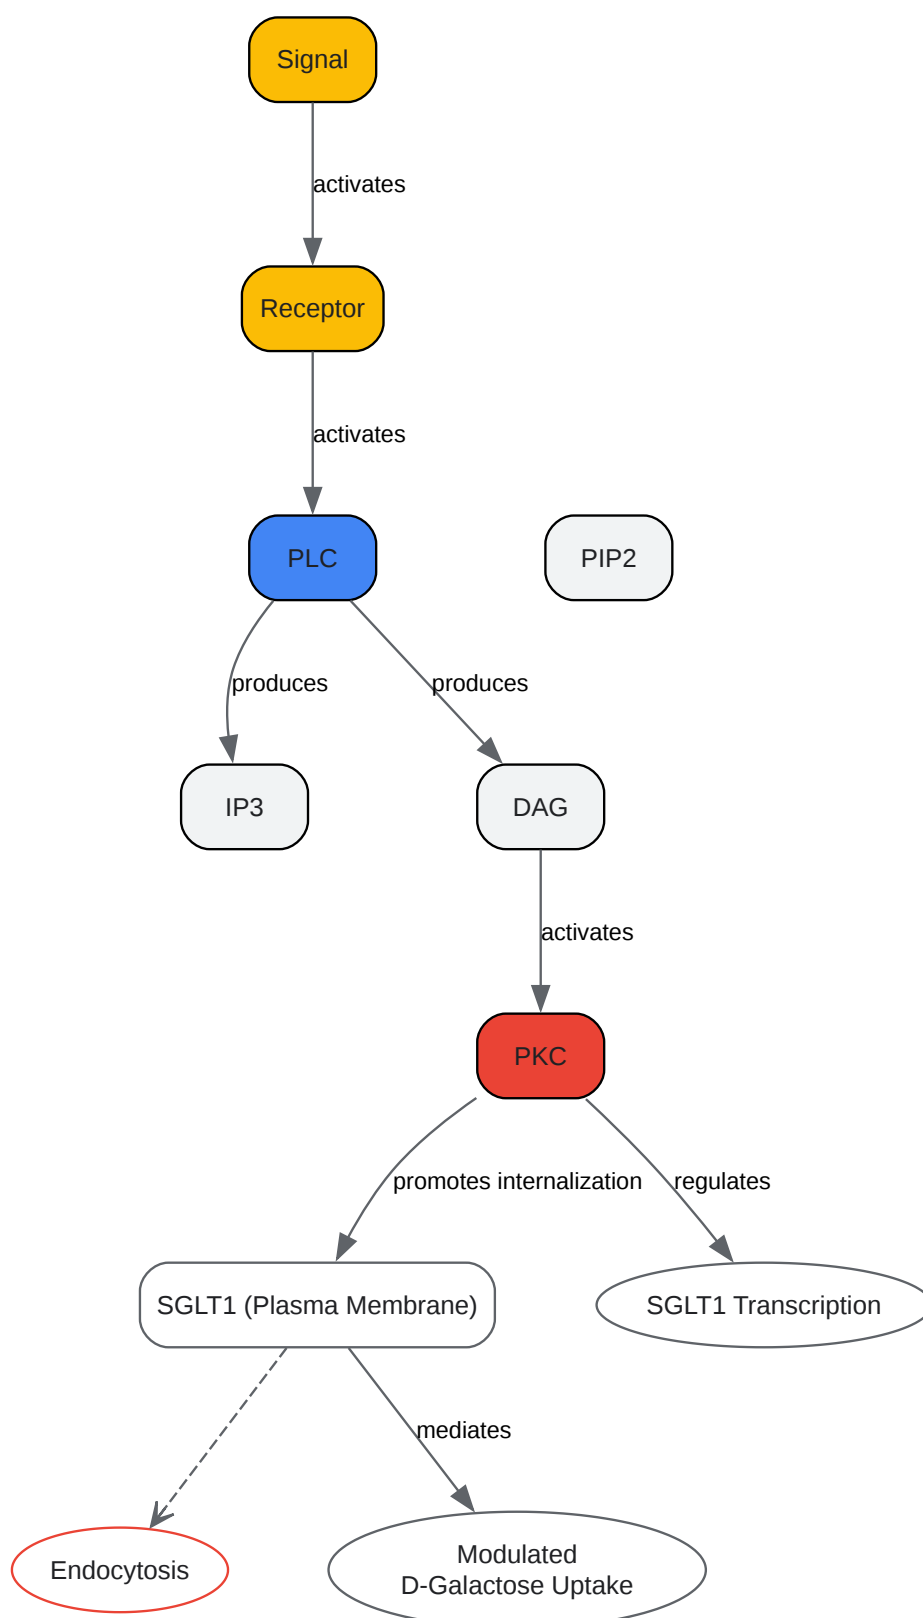 Signal
activates
Receptor
activates
PLC
PIP2
produces
produces
IP3
DAG
activates
PKC
promotes internalization
regulates
SGLT1 (Plasma Membrane)
SGLT1 Transcription
mediates
Endocytosis
Modulated
D-Galactose Uptake